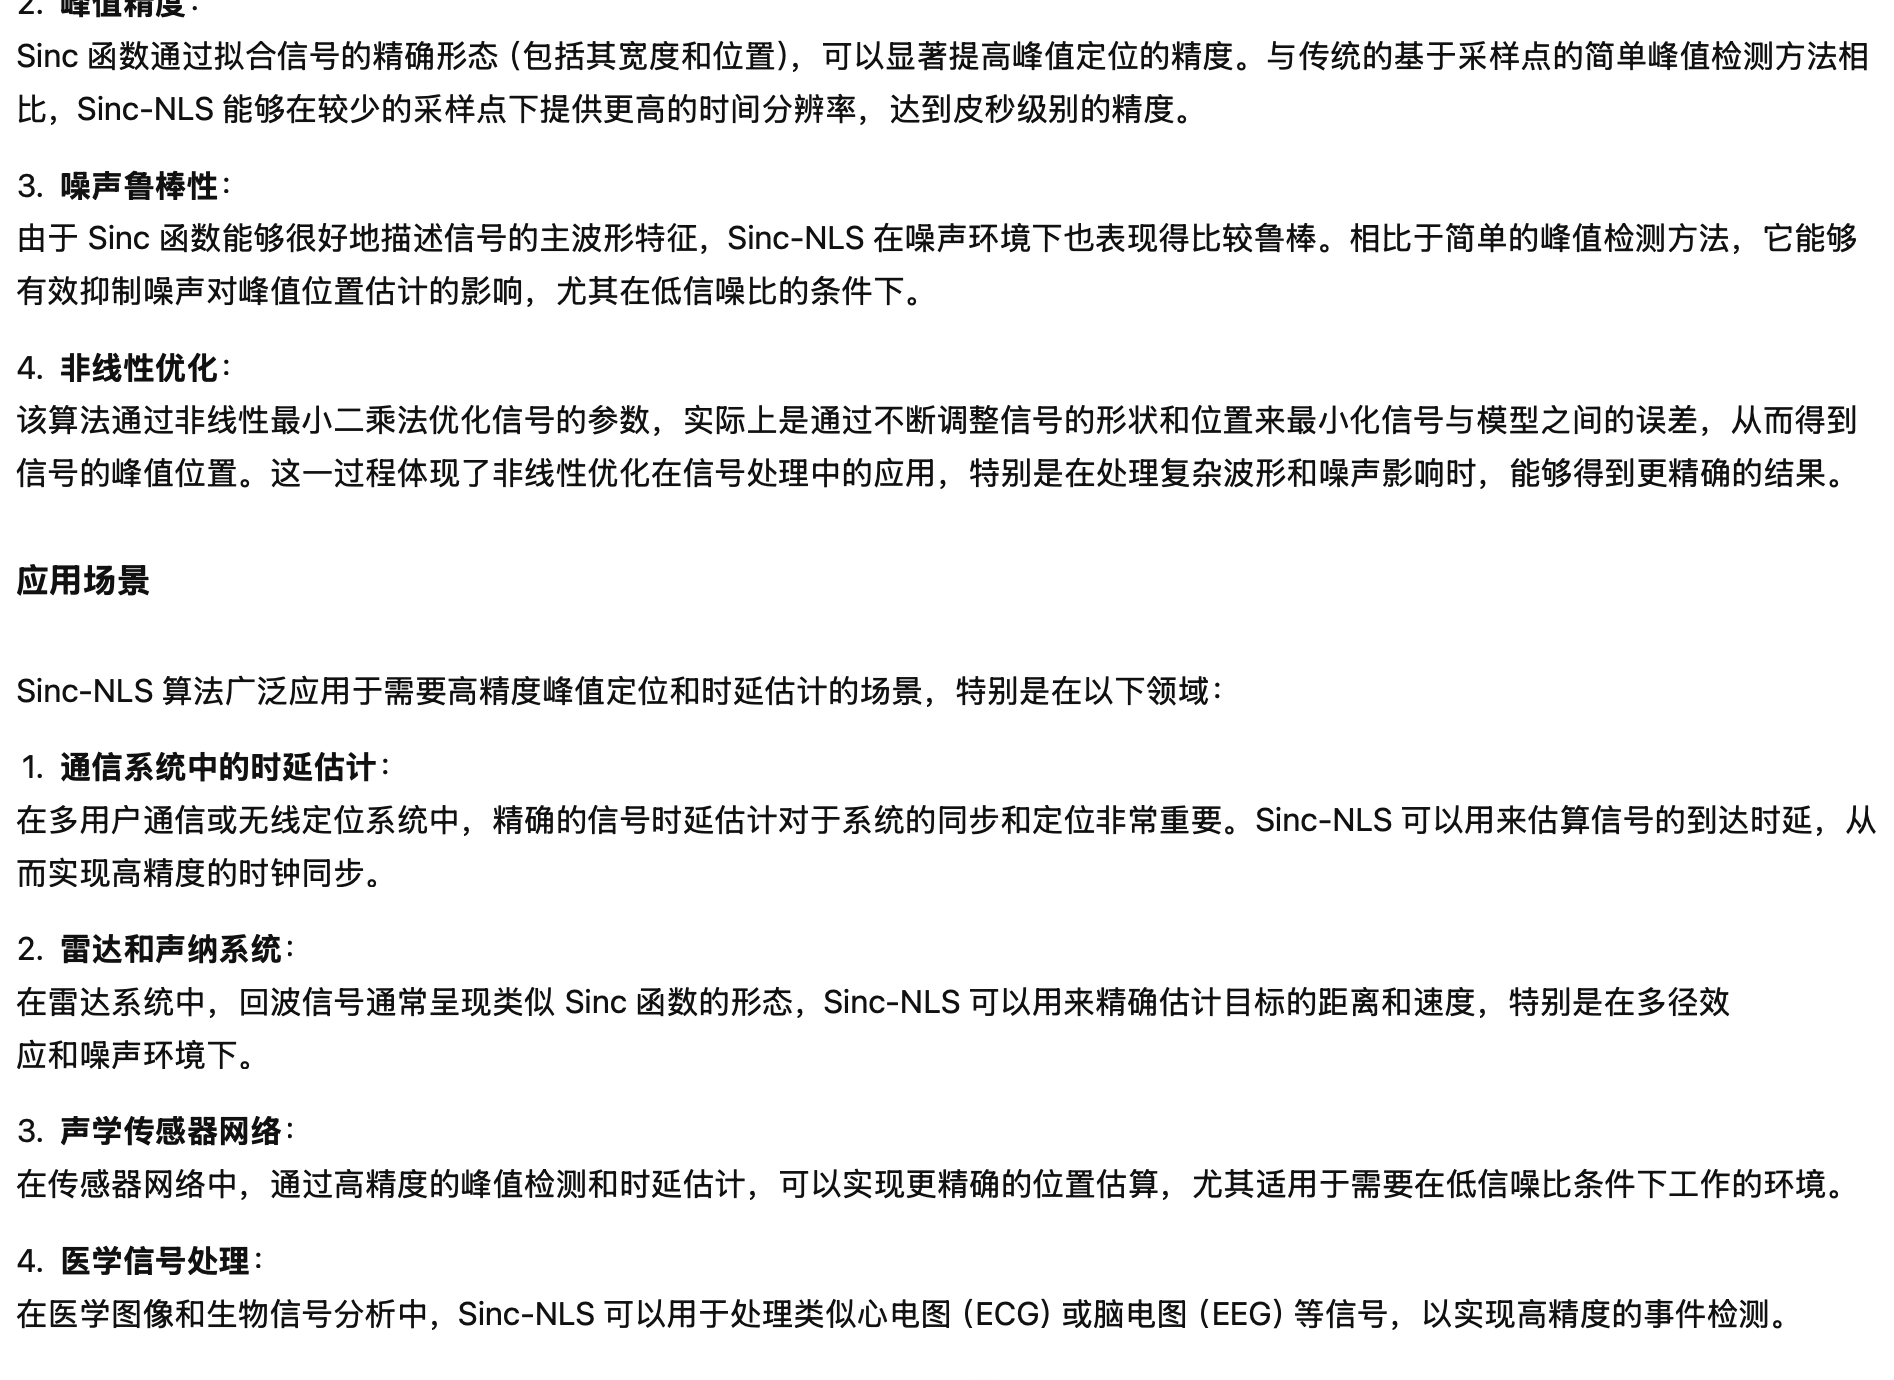 2. 峰值精度：
Sinc 函数通过拟合信号的精确形态（包括其宽度和位置），可以显著提高峰值定位的精度。与传统的基于采样点的简单峰值检测方法相
比，Sinc-NLS 能够在较少的采样点下提供更高的时间分辨率，达到皮秒级别的精度。
3. 噪声鲁棒性：
由于 Sinc 函数能够很好地描述信号的主波形特征，Sinc-NLS 在噪声环境下也表现得比较鲁棒。相比于简单的峰值检测方法，它能够
有效抑制噪声对峰值位置估计的影响，尤其在低信噪比的条件下。
4. 非线性优化：
该算法通过非线性最小二乘法优化信号的参数，实际上是通过不断调整信号的形状和位置来最小化信号与模型之间的误差，从而得到
信号的峰值位置。这一过程体现了非线性优化在信号处理中的应用，特别是在处理复杂波形和噪声影响时，能够得到更精确的结果。
应用场景
Sinc-NLS 算法广泛应用于需要高精度峰值定位和时延估计的场景，特别是在以下领域：
1. 通信系统中的时延估计：
在多用户通信或无线定位系统中，精确的信号时延估计对于系统的同步和定位非常重要。Sinc-NLS 可以用来估算信号的到达时延，从
而实现高精度的时钟同步。
2. 雷达和声纳系统：
在雷达系统中，回波信号通常呈现类似 Sinc 函数的形态，Sinc-NLS 可以用来精确估计目标的距离和速度，特别是在多径效
应和噪声环境下。
3. 声学传感器网络：
在传感器网络中，通过高精度的峰值检测和时延估计，可以实现更精确的位置估算，尤其适用于需要在低信噪比条件下工作的环境。
4. 医学信号处理：
在医学图像和生物信号分析中，Sinc-NLS 可以用于处理类似心电图（ECG）或脑电图（EEG）等信号，以实现高精度的事件检测。